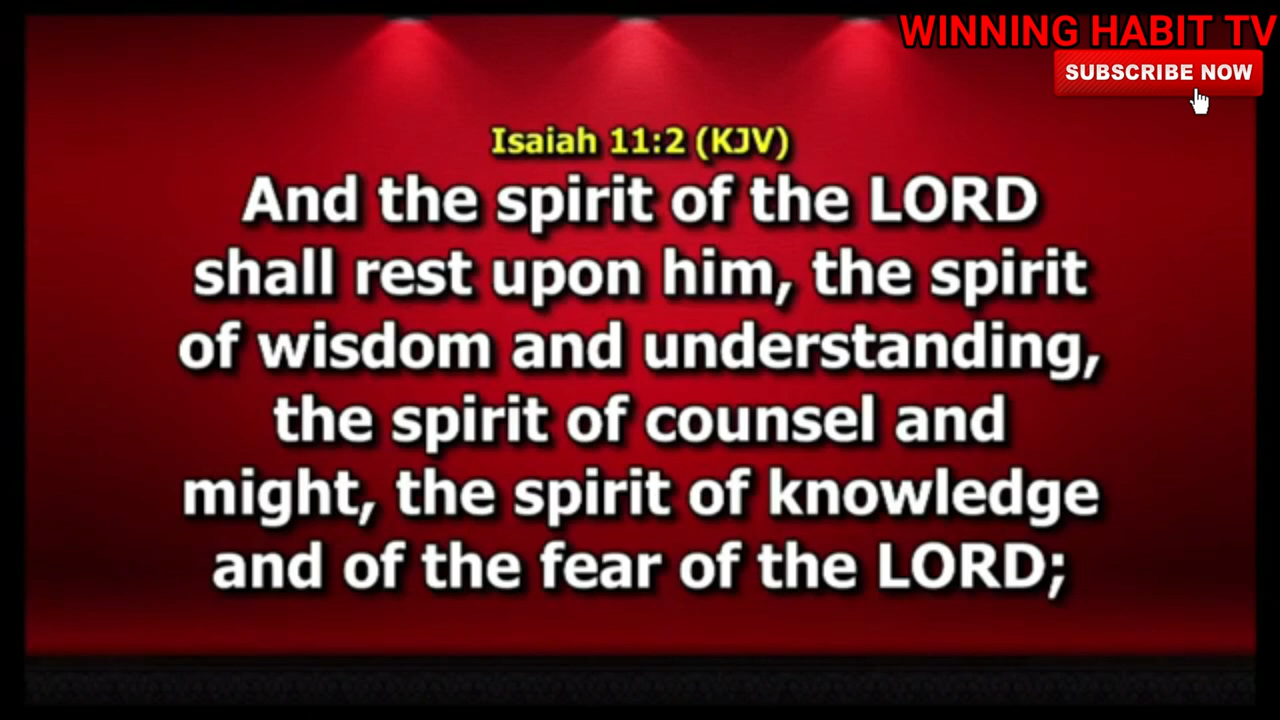 WINNING HABIT TV
SUBSCRIBE NOW
Isaiah 11:2 (KJV)
And the spirit of the LORD
shall rest upon him, the spirit
of wisdom and understanding,
the spirit of counsel and
might, the spirit of knowledge
and of the fear of the LORD;